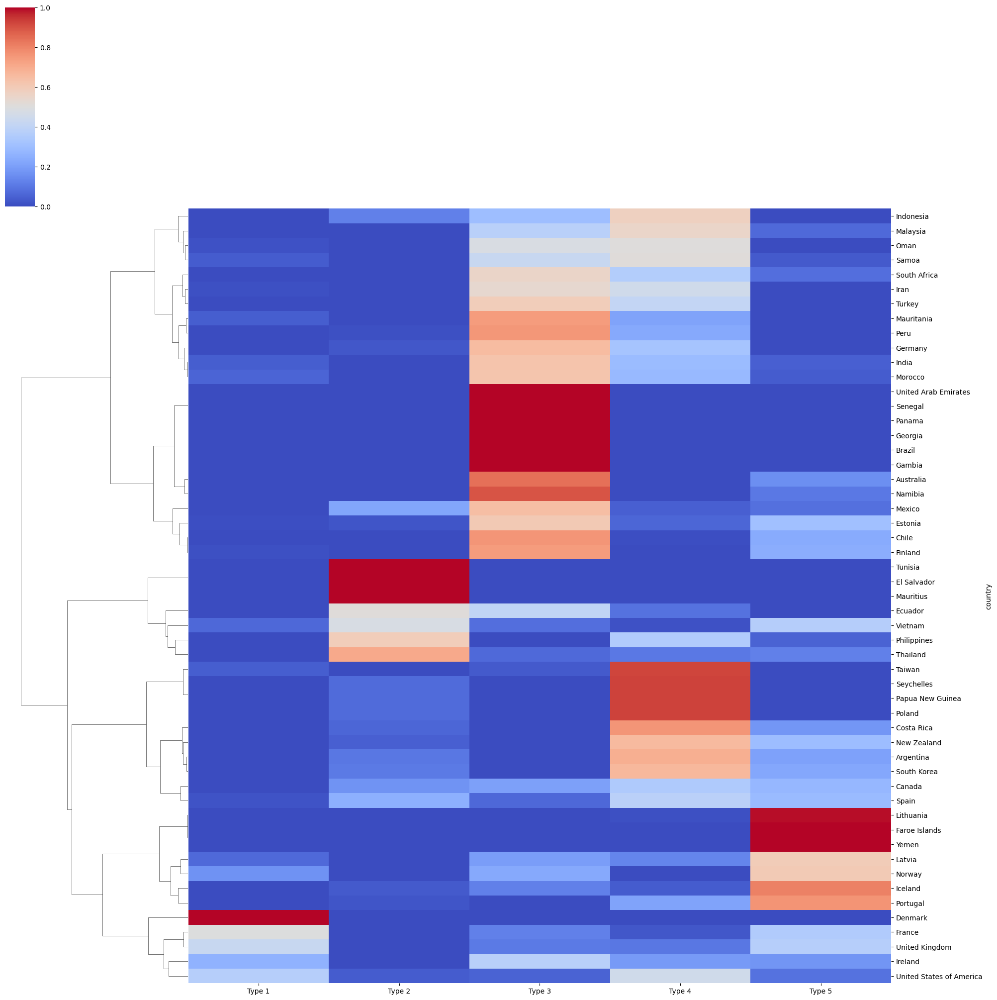 1.0
0.8
0.6
0.4
0.2
0.0
Indonesia
Malaysia
Oman
Samoa
South Africa
Iran
Turkey
Mauritania
Peru
Germany
India
Morocco
United Arab Emirates
Senegal
Panama
Georgia
Brazil
Gambia
Australia
Namibia
Mexico
Estonia
Chile
Finland
Tunisia
El Salvador
Mauritius
Ecuador
Vietnam
Philippines
Thailand
Taiwan
Seychelles
Papua New Guinea
Poland
Costa Rica
New Zealand
Argentina
South Korea
Canada
Spain
Lithuania
Faroe Islands
Yemen
Latvia
Norway
Iceland
Portugal
Denmark
France
United Kingdom
Ireland
United States of America
country
Type 1 Type 2 Type 3 Type 4 Type 5